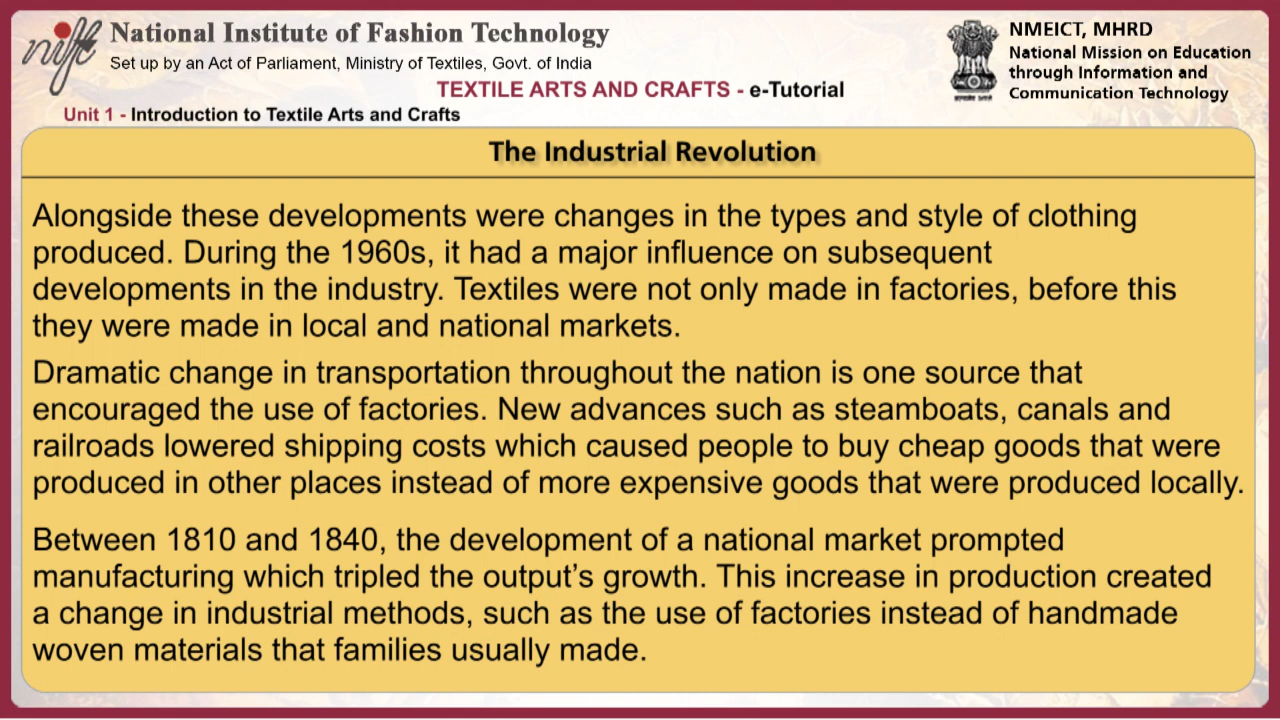 nift
National Institute of Fashion Technology
Set up by an Act of Parliament, Ministry of Textiles, Govt. of India
NMEICT, MHRD
National Mission on Education
through Information and
Communication Technology
TEXTILE ARTS AND CRAFTS - e-Tutorial
Unit 1 - Introduction to Textile Arts and Crafts
The Industrial Revolution
Alongside these developments were changes in the types and style of clothing
produced. During the 1960s, it had a major influence on subsequent
developments in the industry. Textiles were not only made in factories, before this
they were made in local and national markets.
Dramatic change in transportation throughout the nation is one source that
encouraged the use of factories. New advances such as steamboats, canals and
railroads lowered shipping costs which caused people to buy cheap goods that were
produced in other places instead of more expensive goods that were produced locally.
Between 1810 and 1840, the development of a national market prompted
manufacturing which tripled the output’s growth. This increase in production created
a change in industrial methods, such as the use of factories instead of handmade
woven materials that families usually made.